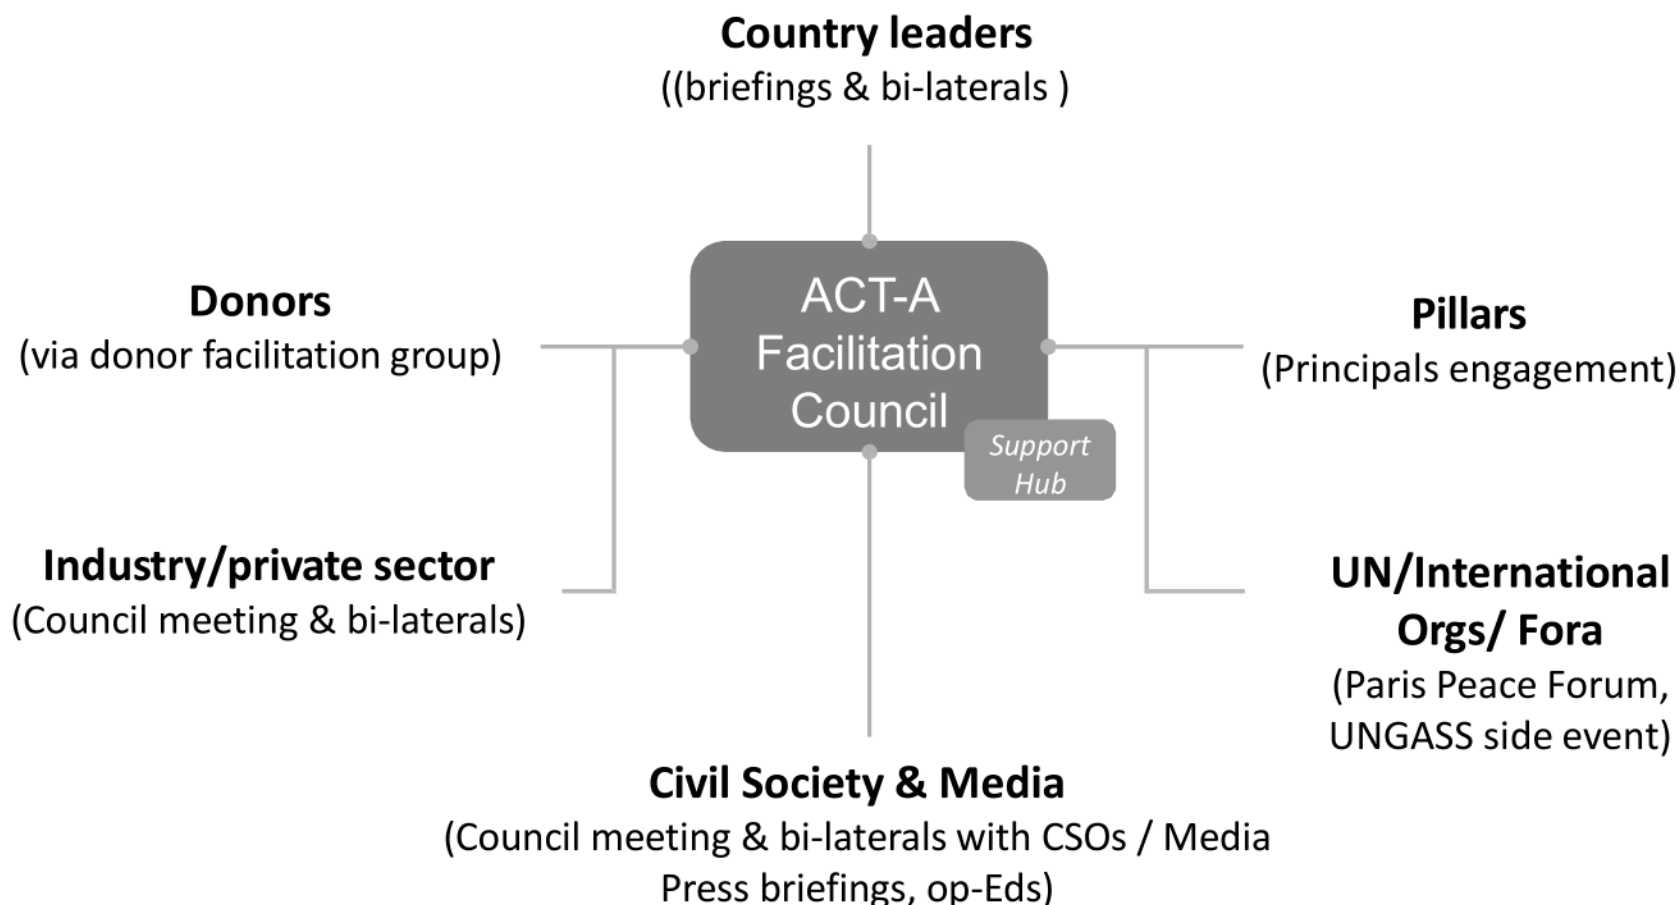 Country leaders
((briefings & bi-laterals )
Donors
(via donor facilitation group)
ACT-A
Facilitation
Council
Support
Hub
Pillars
(Principals engagement)
Industry/private sector
(Council meeting & bi-laterals)
UN/International
Orgs/ Fora
(Paris Peace Forum,
UNGASS side event)
Civil Society & Media
(Council meeting & bi-laterals with CSOs / Media
Press briefings, op-Eds)